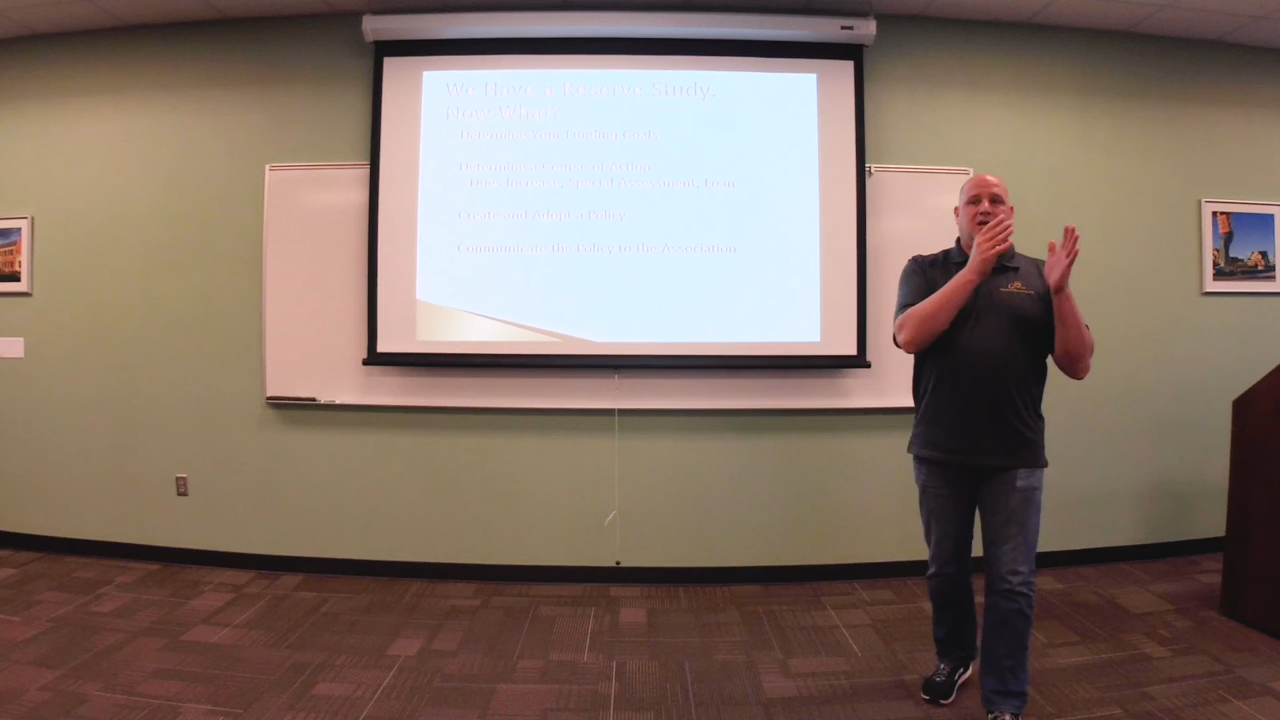 We Have a Reserve Study,
Now What?
Determine Your Funding Goals
Determine a Course of Action
Dues Increase, Special Assessment, Loan
Create and Adopt a Policy
Communicate the Policy to the Association